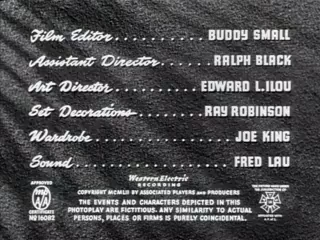 Film Editor........... BUDDY SMALL
Assistant Director....... RALPH BLACK
Art Director.......... EDWARD L. ILOU
Set Decorations........ RAY ROBINSON
Wardrobe................ JOE KING
Sound.................. FRED LAU
Western Electric
RECORDING
COPYRIGHT MCMLII BY ASSOCIATED PLAYERS AND PRODUCERS
THE EVENTS AND CHARACTERS DEPICTED IN THIS
PHOTOPLAY ARE FICTITIOUS. ANY SIMILARITY TO ACTUAL
PERSONS, PLACES OR FIRMS IS PURELY COINCIDENTAL.
APPROVED
CERTIFICATE